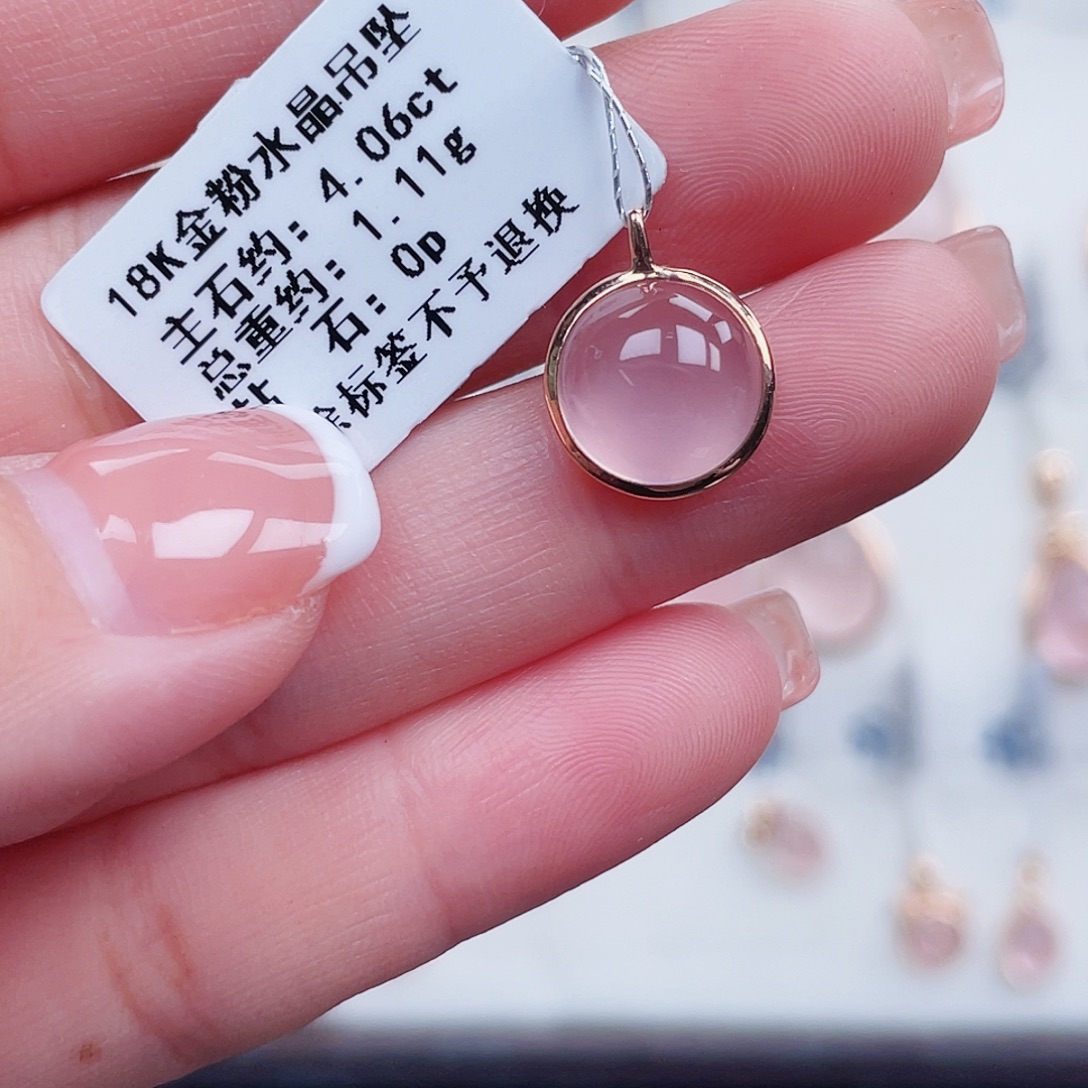 18K金粉水晶吊坠
主石约: 4.06ct
总重约: 1.11g
石: 0p
标签不予退换